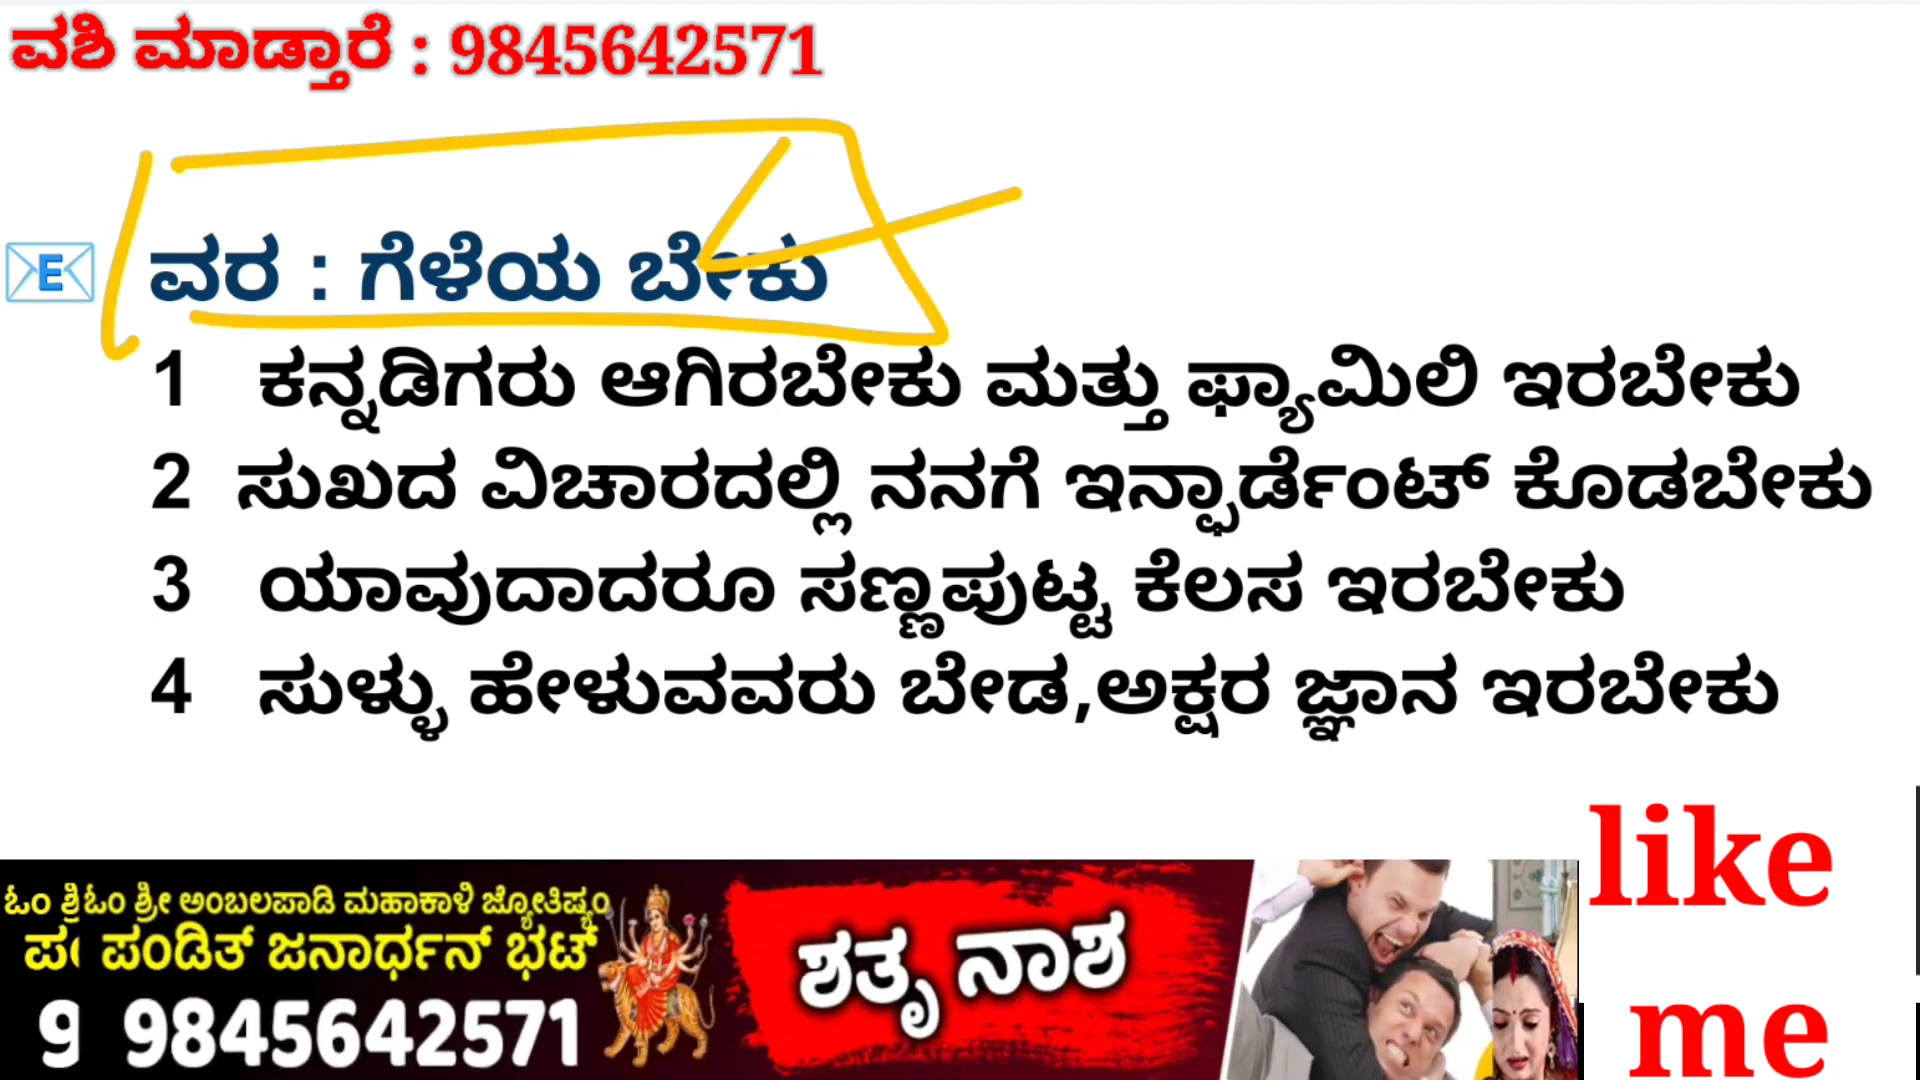 ವಶಿ ಮಾಡ್ತಾರೆ : 9845642571
E ವರ : ಗೆಳೆಯ ಬೇಕು
1 ಕನ್ನಡಿಗರು ಆಗಿರಬೇಕು ಮತ್ತು ಫ್ಯಾಮಿಲಿ ಇರಬೇಕು
2 ಸುಖದ ವಿಚಾರದಲ್ಲಿ ನನಗೆ ಇನ್ಫಾರ್ಡೆಂಟ್ ಕೊಡಬೇಕು
3 ಯಾವುದಾದರೂ ಸಣ್ಣಪುಟ್ಟ ಕೆಲಸ ಇರಬೇಕು
4 ಸುಳ್ಳು ಹೇಳುವವರು ಬೇಡ,ಅಕ್ಷರ ಜ್ಞಾನ ಇರಬೇಕು
ಓಂ ಶ್ರೀ ಓಂ ಶ್ರೀ ಅಂಬಲಪಾಡಿ ಮಹಾಕಾಳಿ ಜ್ಯೋತಿಷ್ಯಂ
ಪಂಡಿತ್ ಜನಾರ್ಧನ್ ಭಟ್
9 9845642571
ಶತೃ ನಾಶ
like
me